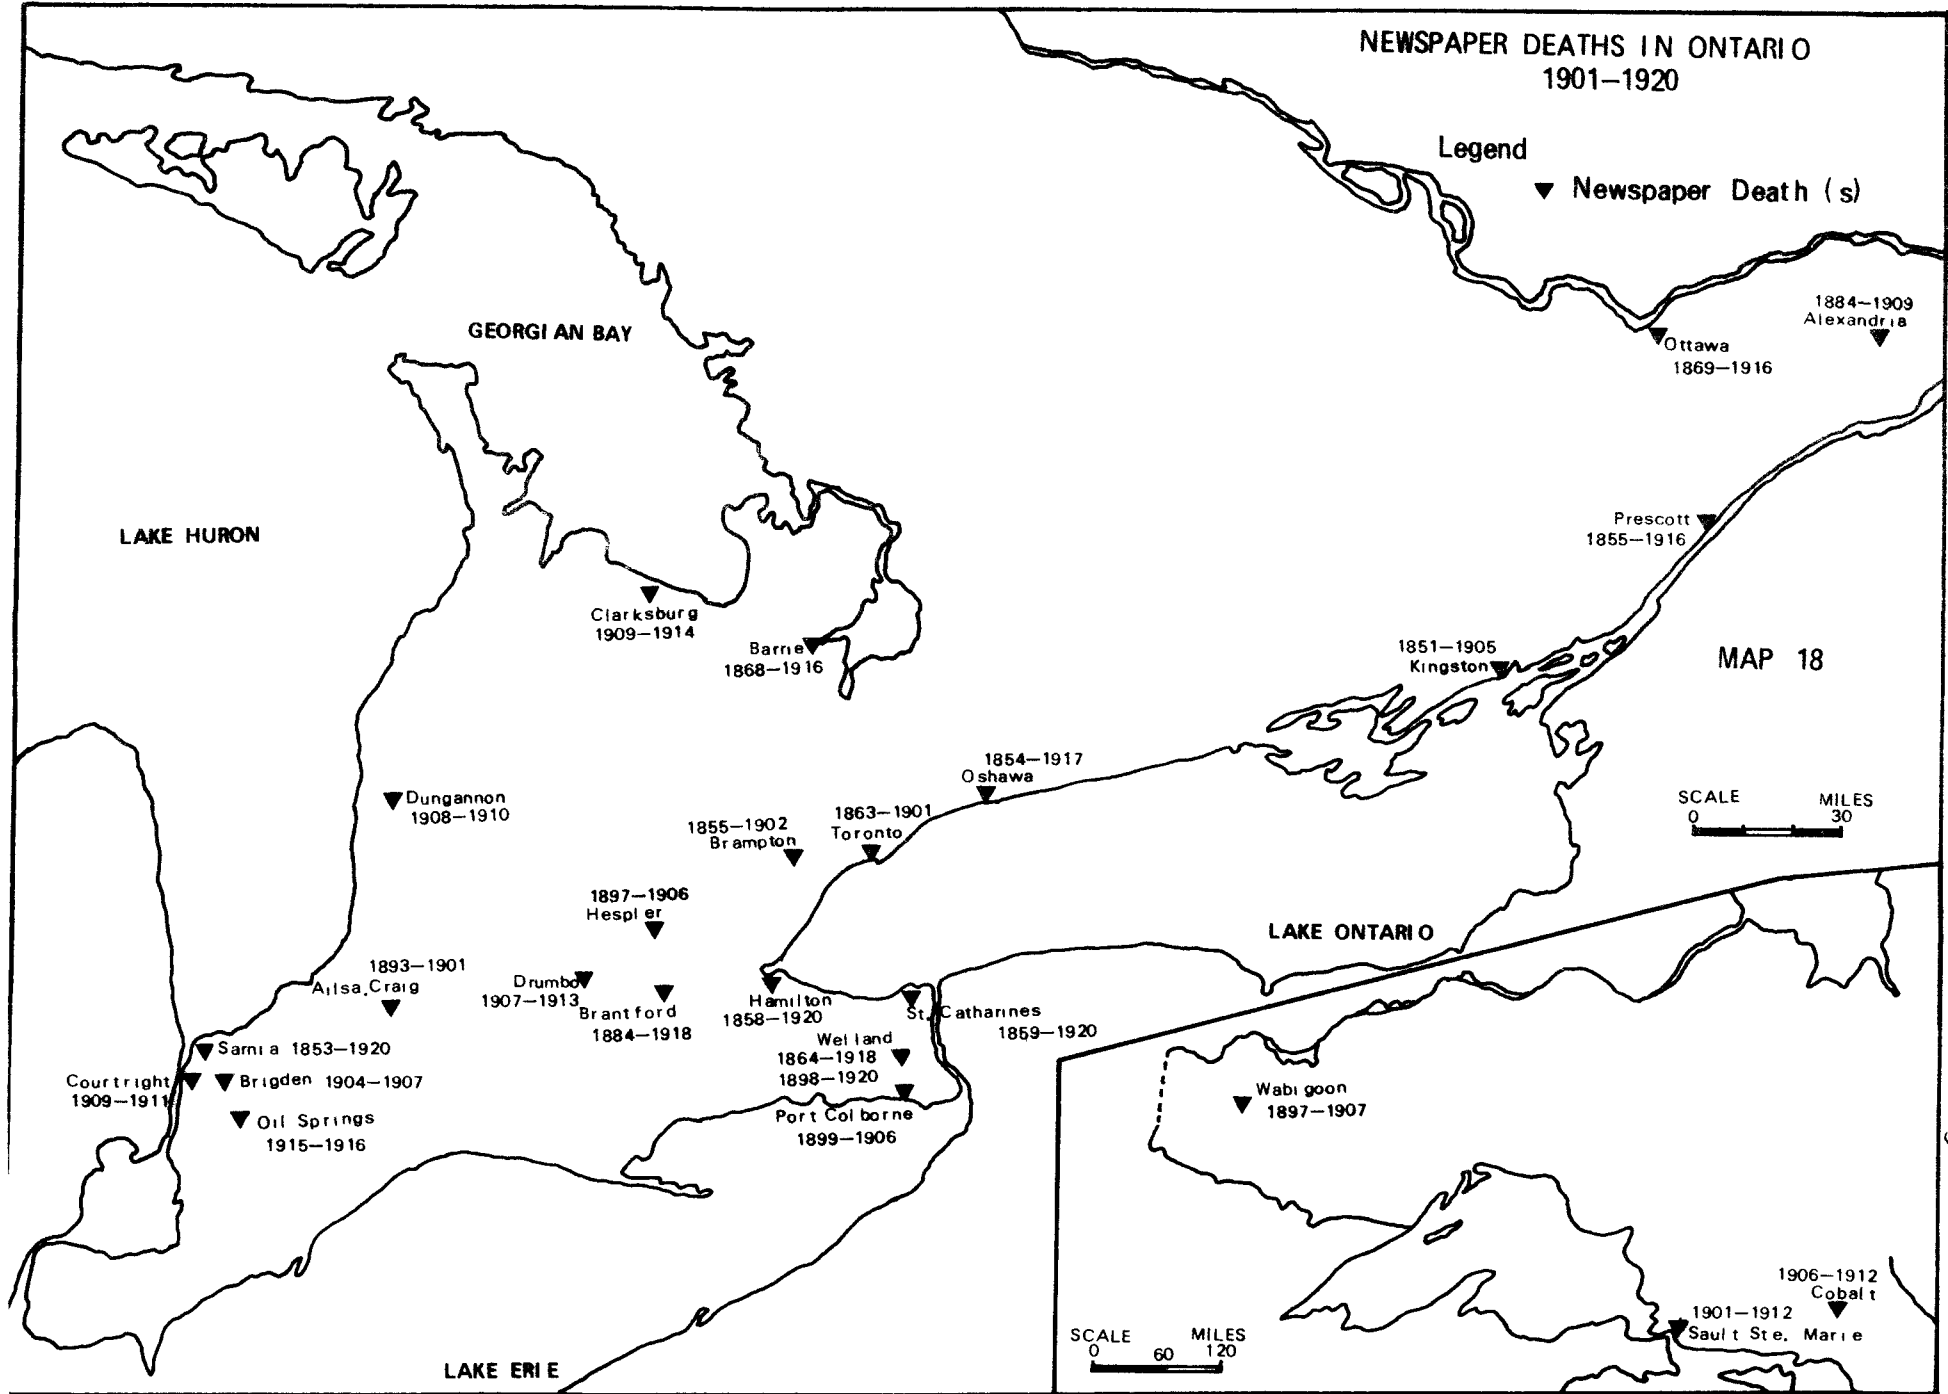 NEWSPAPER DEATHS IN ONTARIO
1901–1920
Legend
Newspaper Death (s)
1884–1909
Alexandria
Ottawa
1869–1916
GEORGIAN BAY
LAKE HURON
Prescott
1855–1916
Clarksburg
1909–1914
Barrie
1868–1916
1851–1905
Kingston
MAP 18
1854–1917
Oshawa
Dungannon
1908–1910
1863–1901
Toronto
1855–1902
Brampton
SCALE MILES
0 30
1897–1906
Hespler
LAKE ONTARIO
1893–1901
Ailsa Craig
Drumbo
1907–1913
Brantford
1884–1918
Hamilton
1858–1920
St. Catharines
1859–1920
Welland
1864–1918
1898–1920
Port Colborne
1899–1906
Sarnia 1853–1920
Courtright
1909–1911
Brigden 1904–1907
Oil Springs
1915–1916
Wabigoon
1897–1907
1906–1912
Cobalt
1901–1912
Sault Ste. Marie
SCALE MILES
0 60 120
LAKE ERIE